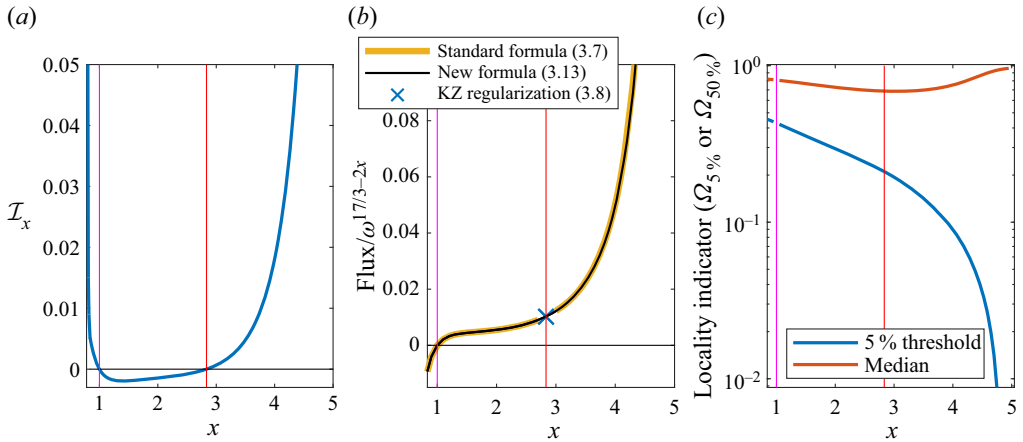 (a)
0.05
0.04
0.03
0.02
0.01
0
ℐx
1 2 3 4 5
x
(b)
Standard formula (3.7)
New formula (3.13)
KZ regularization (3.8)
0.08
0.06
0.04
0.02
0
Flux/ω^17/3–2x
1 2 3 4 5
x
(c)
10^0
10^–1
10^–2
Locality indicator (Ω5 % or Ω50 %)
5 % threshold
Median
1 2 3 4 5
x